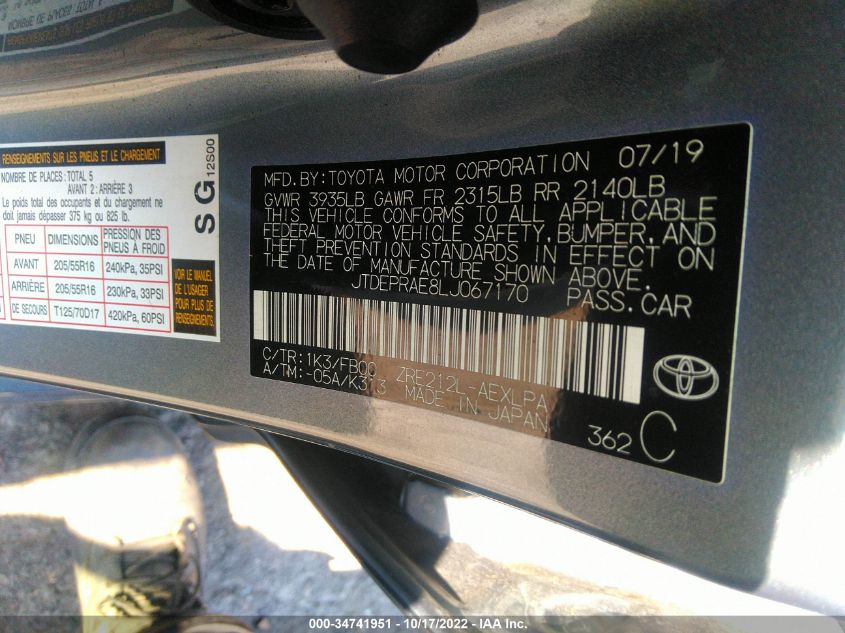 RENSEIGNEMENTS SUR LES PNEUS ET LE CHARGEMENT
NOMBRE DE PLACES: TOTAL 5
AVANT 2: ARRIÈRE 3
Le poids total des occupants et du chargement ne
doit jamais dépasser 375 kg ou 825 lb.
PNEU DIMENSIONS PRESSION DES PNEUS À FROID
AVANT 205/55R16 240kPa, 35PSI
ARRIÈRE 205/55R16 230kPa, 33PSI
DE SECOURS T125/70D17 420kPa, 60PSI
VOIR LE MANUEL
DE L'USAGER
POUR PLUS DE
RENSEIGNEMENTS
SG 12S00
MFD. BY: TOYOTA MOTOR CORPORATION 07/19
GVWR 3935LB GAWR FR 2315LB RR 2140LB
THIS VEHICLE CONFORMS TO ALL APPLICABLE
FEDERAL MOTOR VEHICLE SAFETY, BUMPER, AND
THEFT PREVENTION STANDARDS IN EFFECT ON
THE DATE OF MANUFACTURE SHOWN ABOVE.
JTDEPRAE8LJ067170 PASS. CAR
C/TR: 1K3/FB00 ZRE212L-AEXLPA
A/TM: -05A/K313 MADE IN JAPAN
362 C
000-34741951 - 10/17/2022 - IAA Inc.